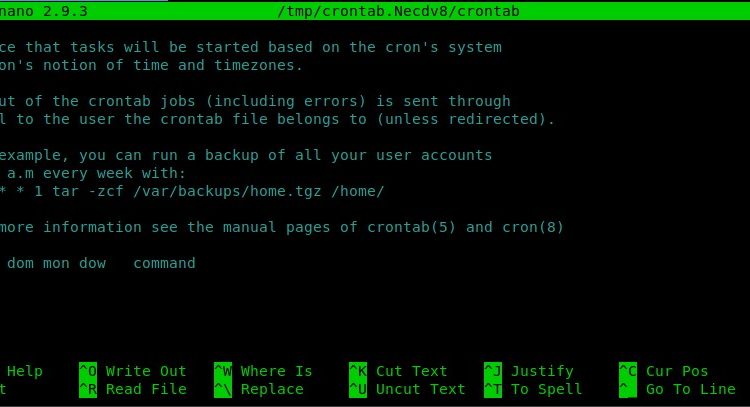 nano 2.9.3 /tmp/crontab.Necdv8/crontab
ce that tasks will be started based on the cron's system
on's notion of time and timezones.
ut of the crontab jobs (including errors) is sent through
l to the user the crontab file belongs to (unless redirected).
example, you can run a backup of all your user accounts
a.m every week with:
* * 1 tar -zcf /var/backups/home.tgz /home/
more information see the manual pages of crontab(5) and cron(8)
dom mon dow command
Help ^O Write Out ^W Where Is ^K Cut Text ^J Justify ^C Cur Pos
t ^R Read File ^\ Replace ^U Uncut Text ^T To Spell ^_ Go To Line